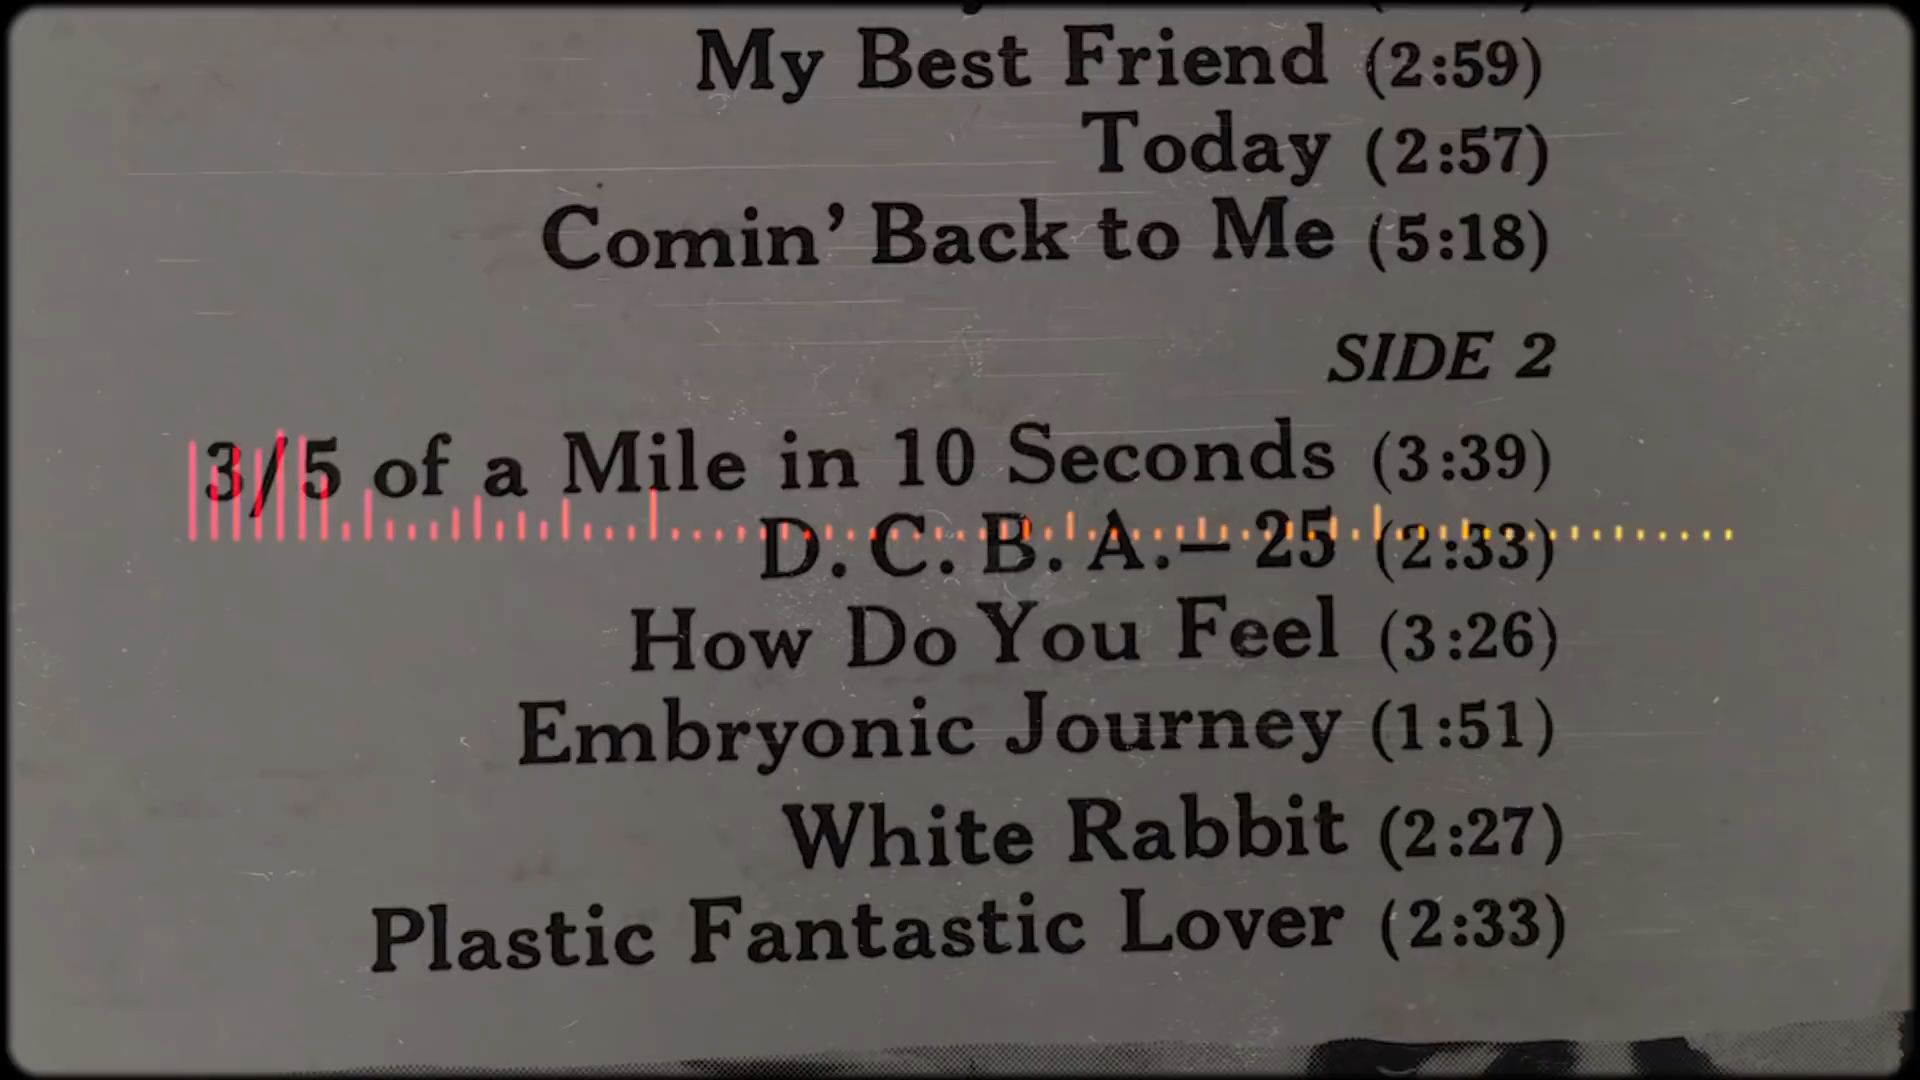 My Best Friend (2:59)
Today (2:57)
Comin' Back to Me (5:18)
SIDE 2
3/5 of a Mile in 10 Seconds (3:39)
D. C. B. A.—25 (2:33)
How Do You Feel (3:26)
Embryonic Journey (1:51)
White Rabbit (2:27)
Plastic Fantastic Lover (2:33)